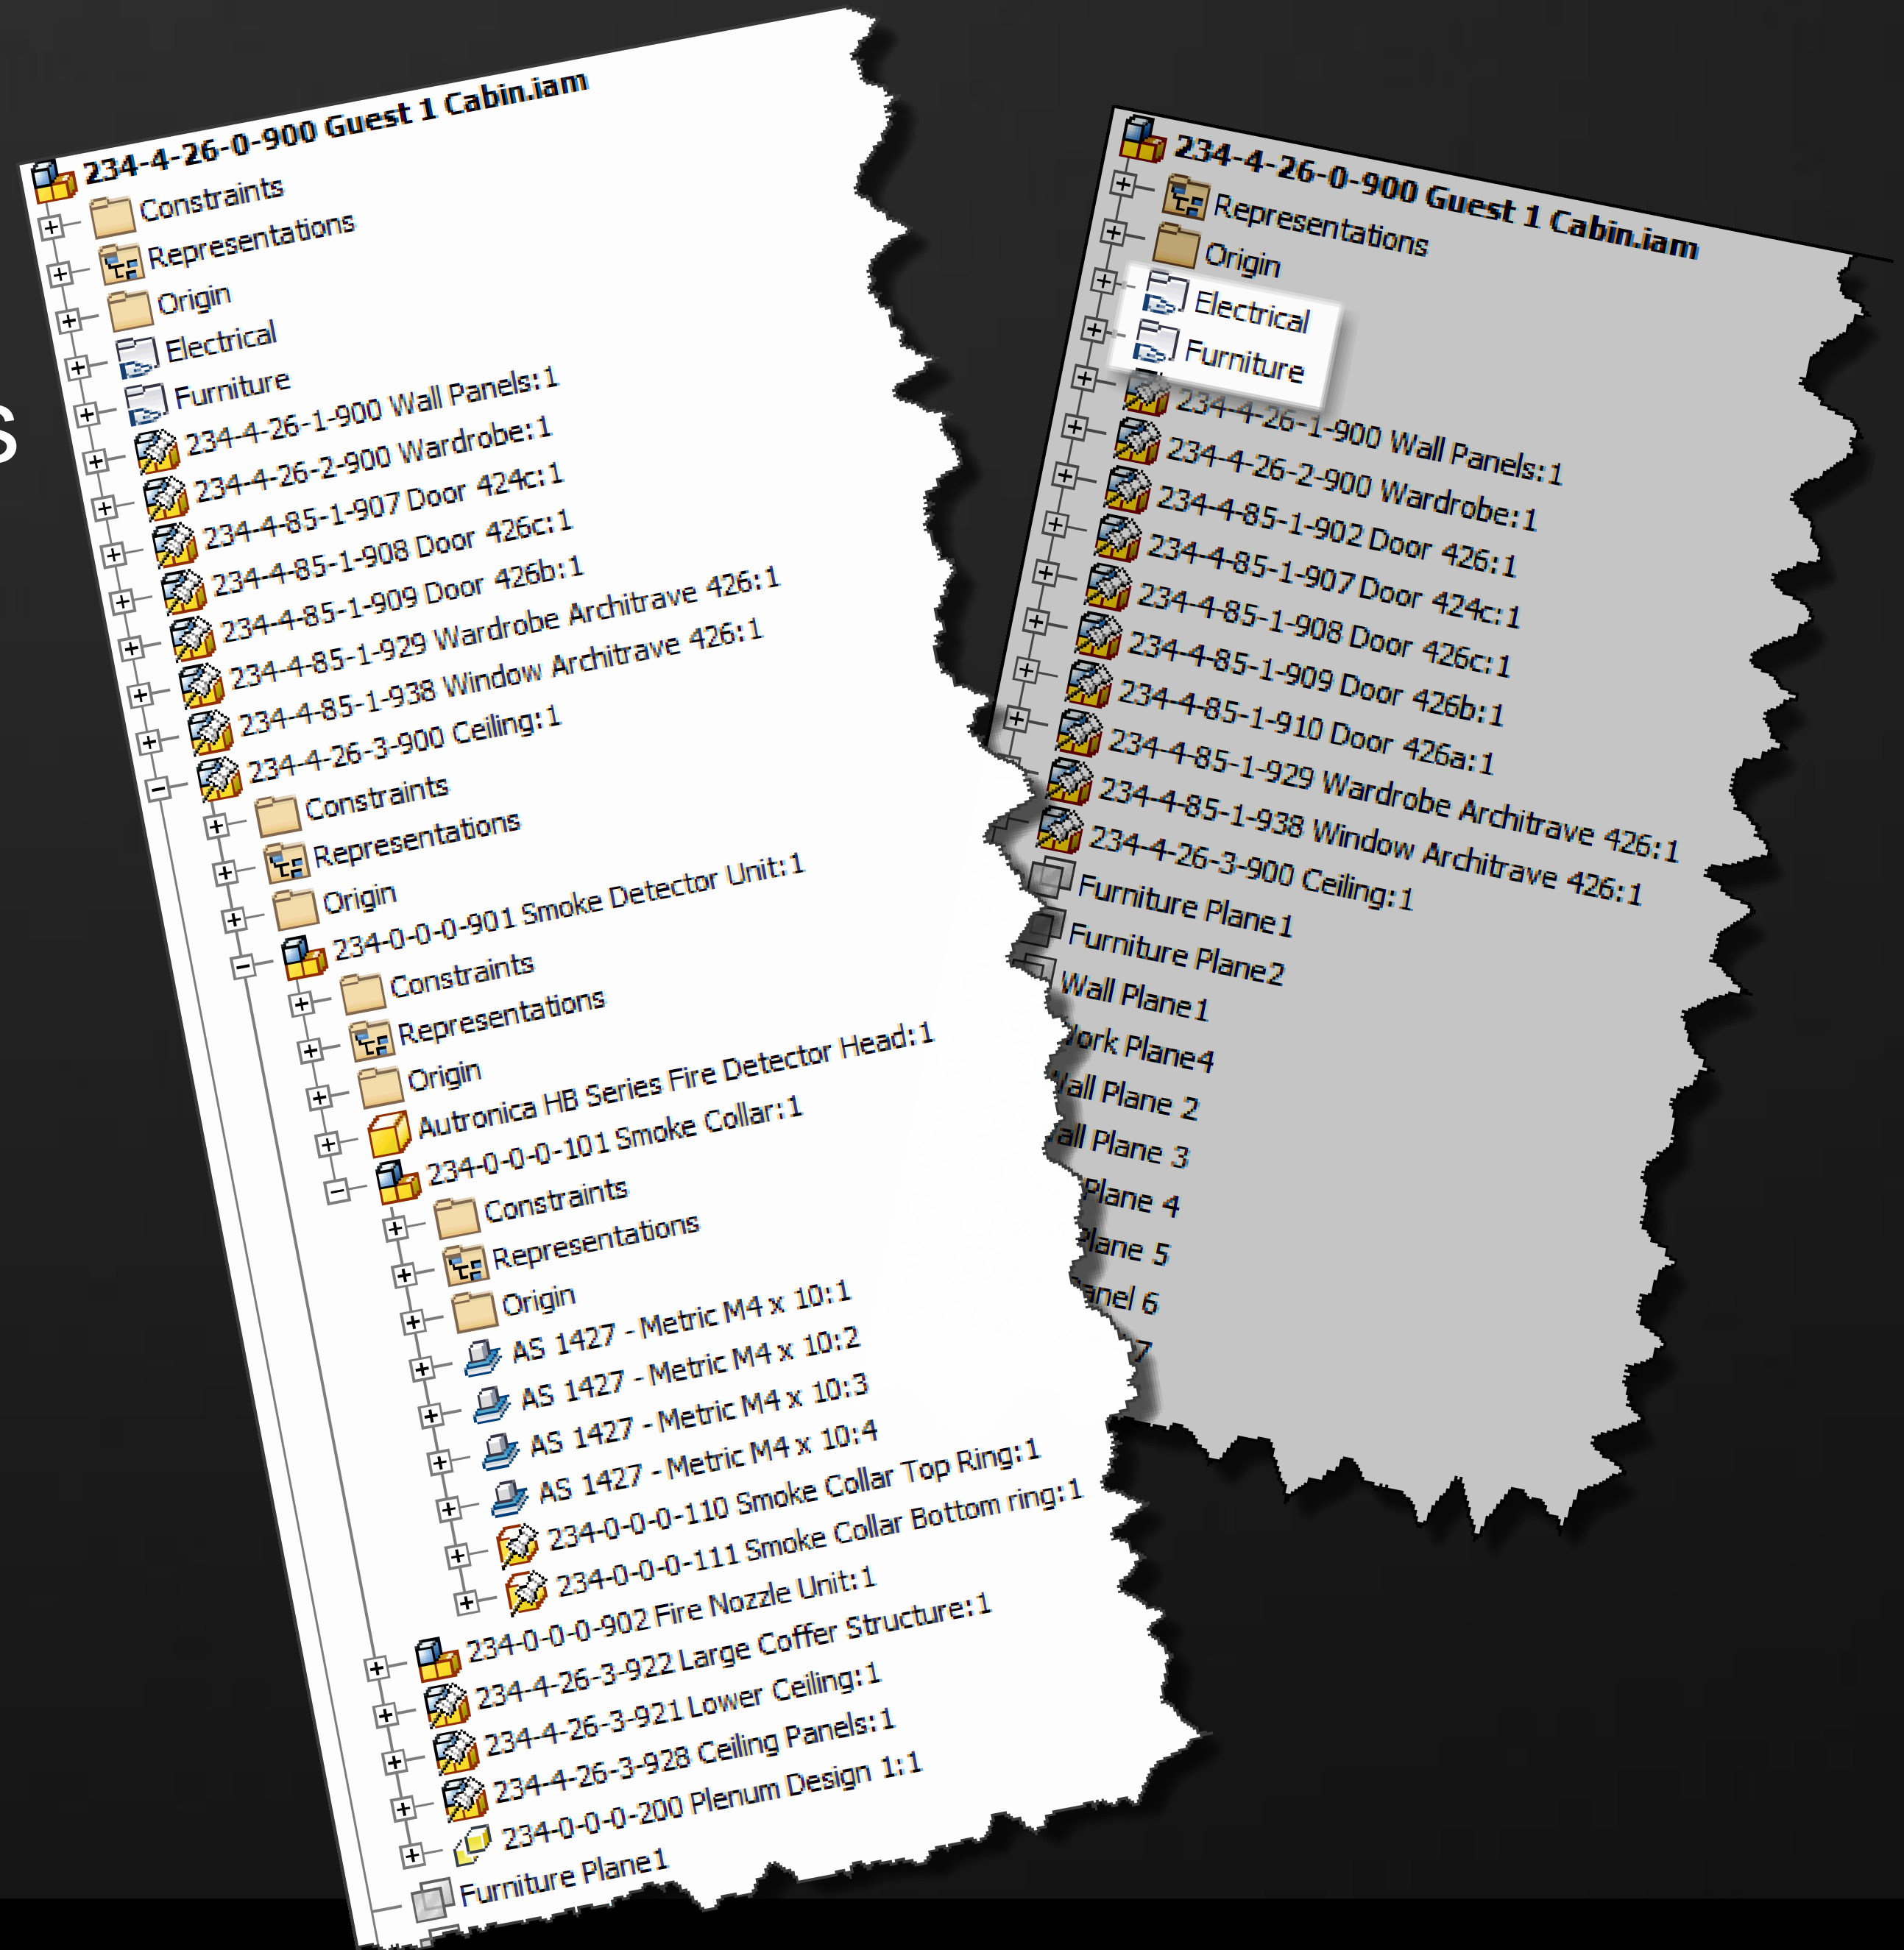 s
234-4-26-0-900 Guest 1 Cabin.iam
Constraints
Representations
Origin
Electrical
Furniture
234-4-26-1-900 Wall Panels:1
234-4-26-2-900 Wardrobe:1
234-4-85-1-907 Door 424c:1
234-4-85-1-908 Door 426c:1
234-4-85-1-909 Door 426b:1
234-4-85-1-929 Wardrobe Architrave 426:1
234-4-85-1-938 Window Architrave 426:1
234-4-26-3-900 Ceiling:1
Constraints
Representations
Origin
234-0-0-0-901 Smoke Detector Unit:1
Constraints
Representations
Origin
Autronica HB Series Fire Detector Head:1
234-0-0-0-101 Smoke Collar:1
Constraints
Representations
Origin
AS 1427 - Metric M4 x 10:1
AS 1427 - Metric M4 x 10:2
AS 1427 - Metric M4 x 10:3
AS 1427 - Metric M4 x 10:4
234-0-0-0-110 Smoke Collar Top Ring:1
234-0-0-0-111 Smoke Collar Bottom ring:1
234-0-0-0-902 Fire Nozzle Unit:1
234-4-26-3-922 Large Coffer Structure:1
234-4-26-3-921 Lower Ceiling:1
234-4-26-3-928 Ceiling Panels:1
234-0-0-0-200 Plenum Design 1:1
Furniture Plane1
234-4-26-0-900 Guest 1 Cabin.iam
Representations
Origin
Electrical
Furniture
234-4-26-1-900 Wall Panels:1
234-4-26-2-900 Wardrobe:1
234-4-85-1-902 Door 426:1
234-4-85-1-907 Door 424c:1
234-4-85-1-908 Door 426c:1
234-4-85-1-909 Door 426b:1
234-4-85-1-910 Door 426a:1
234-4-85-1-929 Wardrobe Architrave 426:1
234-4-85-1-938 Window Architrave 426:1
234-4-26-3-900 Ceiling:1
Furniture Plane1
Furniture Plane2
Wall Plane1
Work Plane4
Wall Plane 2
Wall Plane 3
Plane 4
Plane 5
6
7